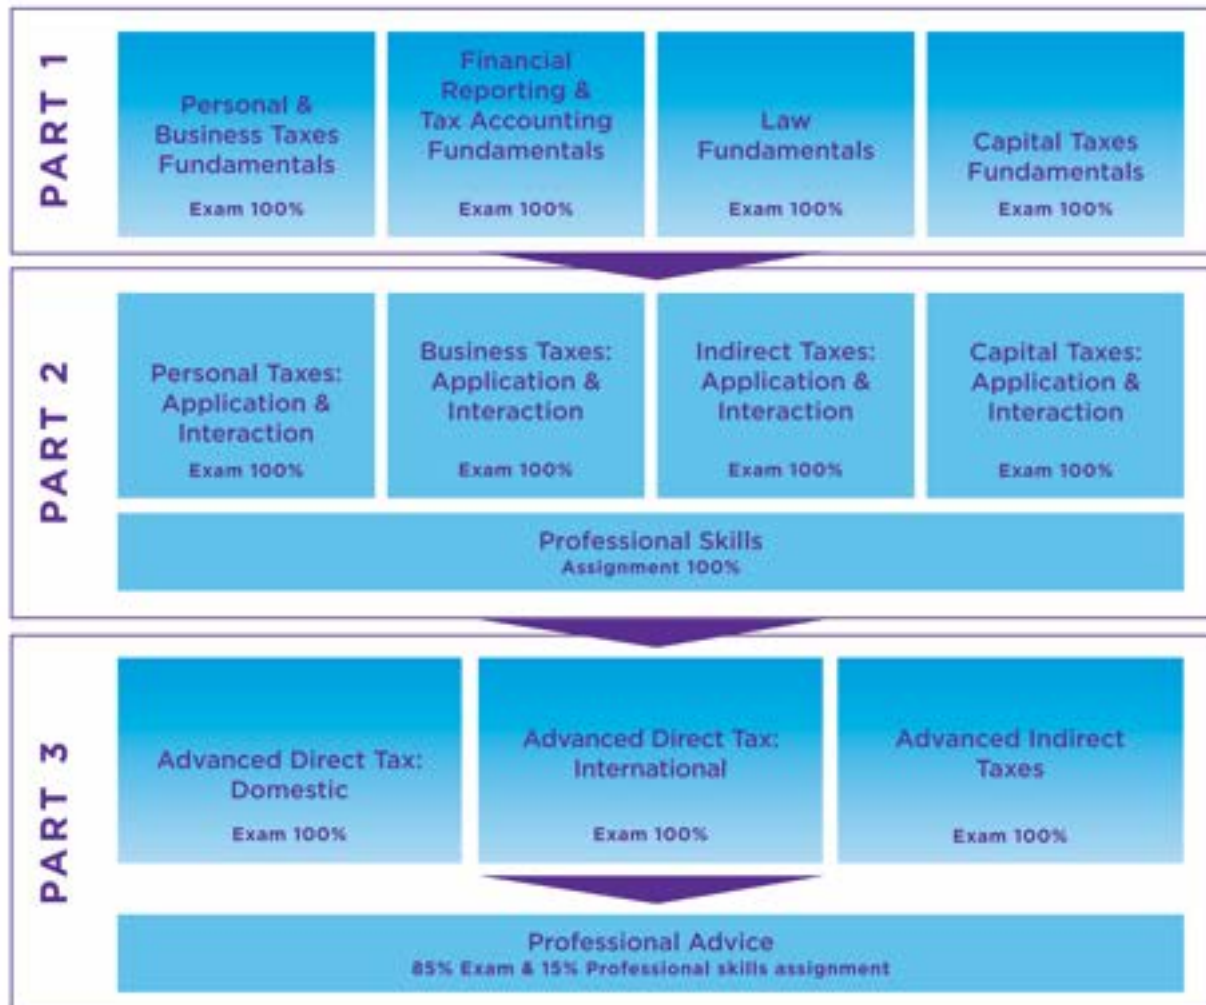 PART 1
Personal &
Business Taxes
Fundamentals
Exam 100%
Financial
Reporting &
Tax Accounting
Fundamentals
Exam 100%
Law
Fundamentals
Exam 100%
Capital Taxes
Fundamentals
Exam 100%
PART 2
Personal Taxes:
Application &
Interaction
Exam 100%
Business Taxes:
Application &
Interaction
Exam 100%
Indirect Taxes:
Application &
Interaction
Exam 100%
Capital Taxes:
Application &
Interaction
Exam 100%
Professional Skills
Assignment 100%
PART 3
Advanced Direct Tax:
Domestic
Exam 100%
Advanced Direct Tax:
International
Exam 100%
Advanced Indirect
Taxes
Exam 100%
Professional Advice
85% Exam & 15% Professional skills assignment